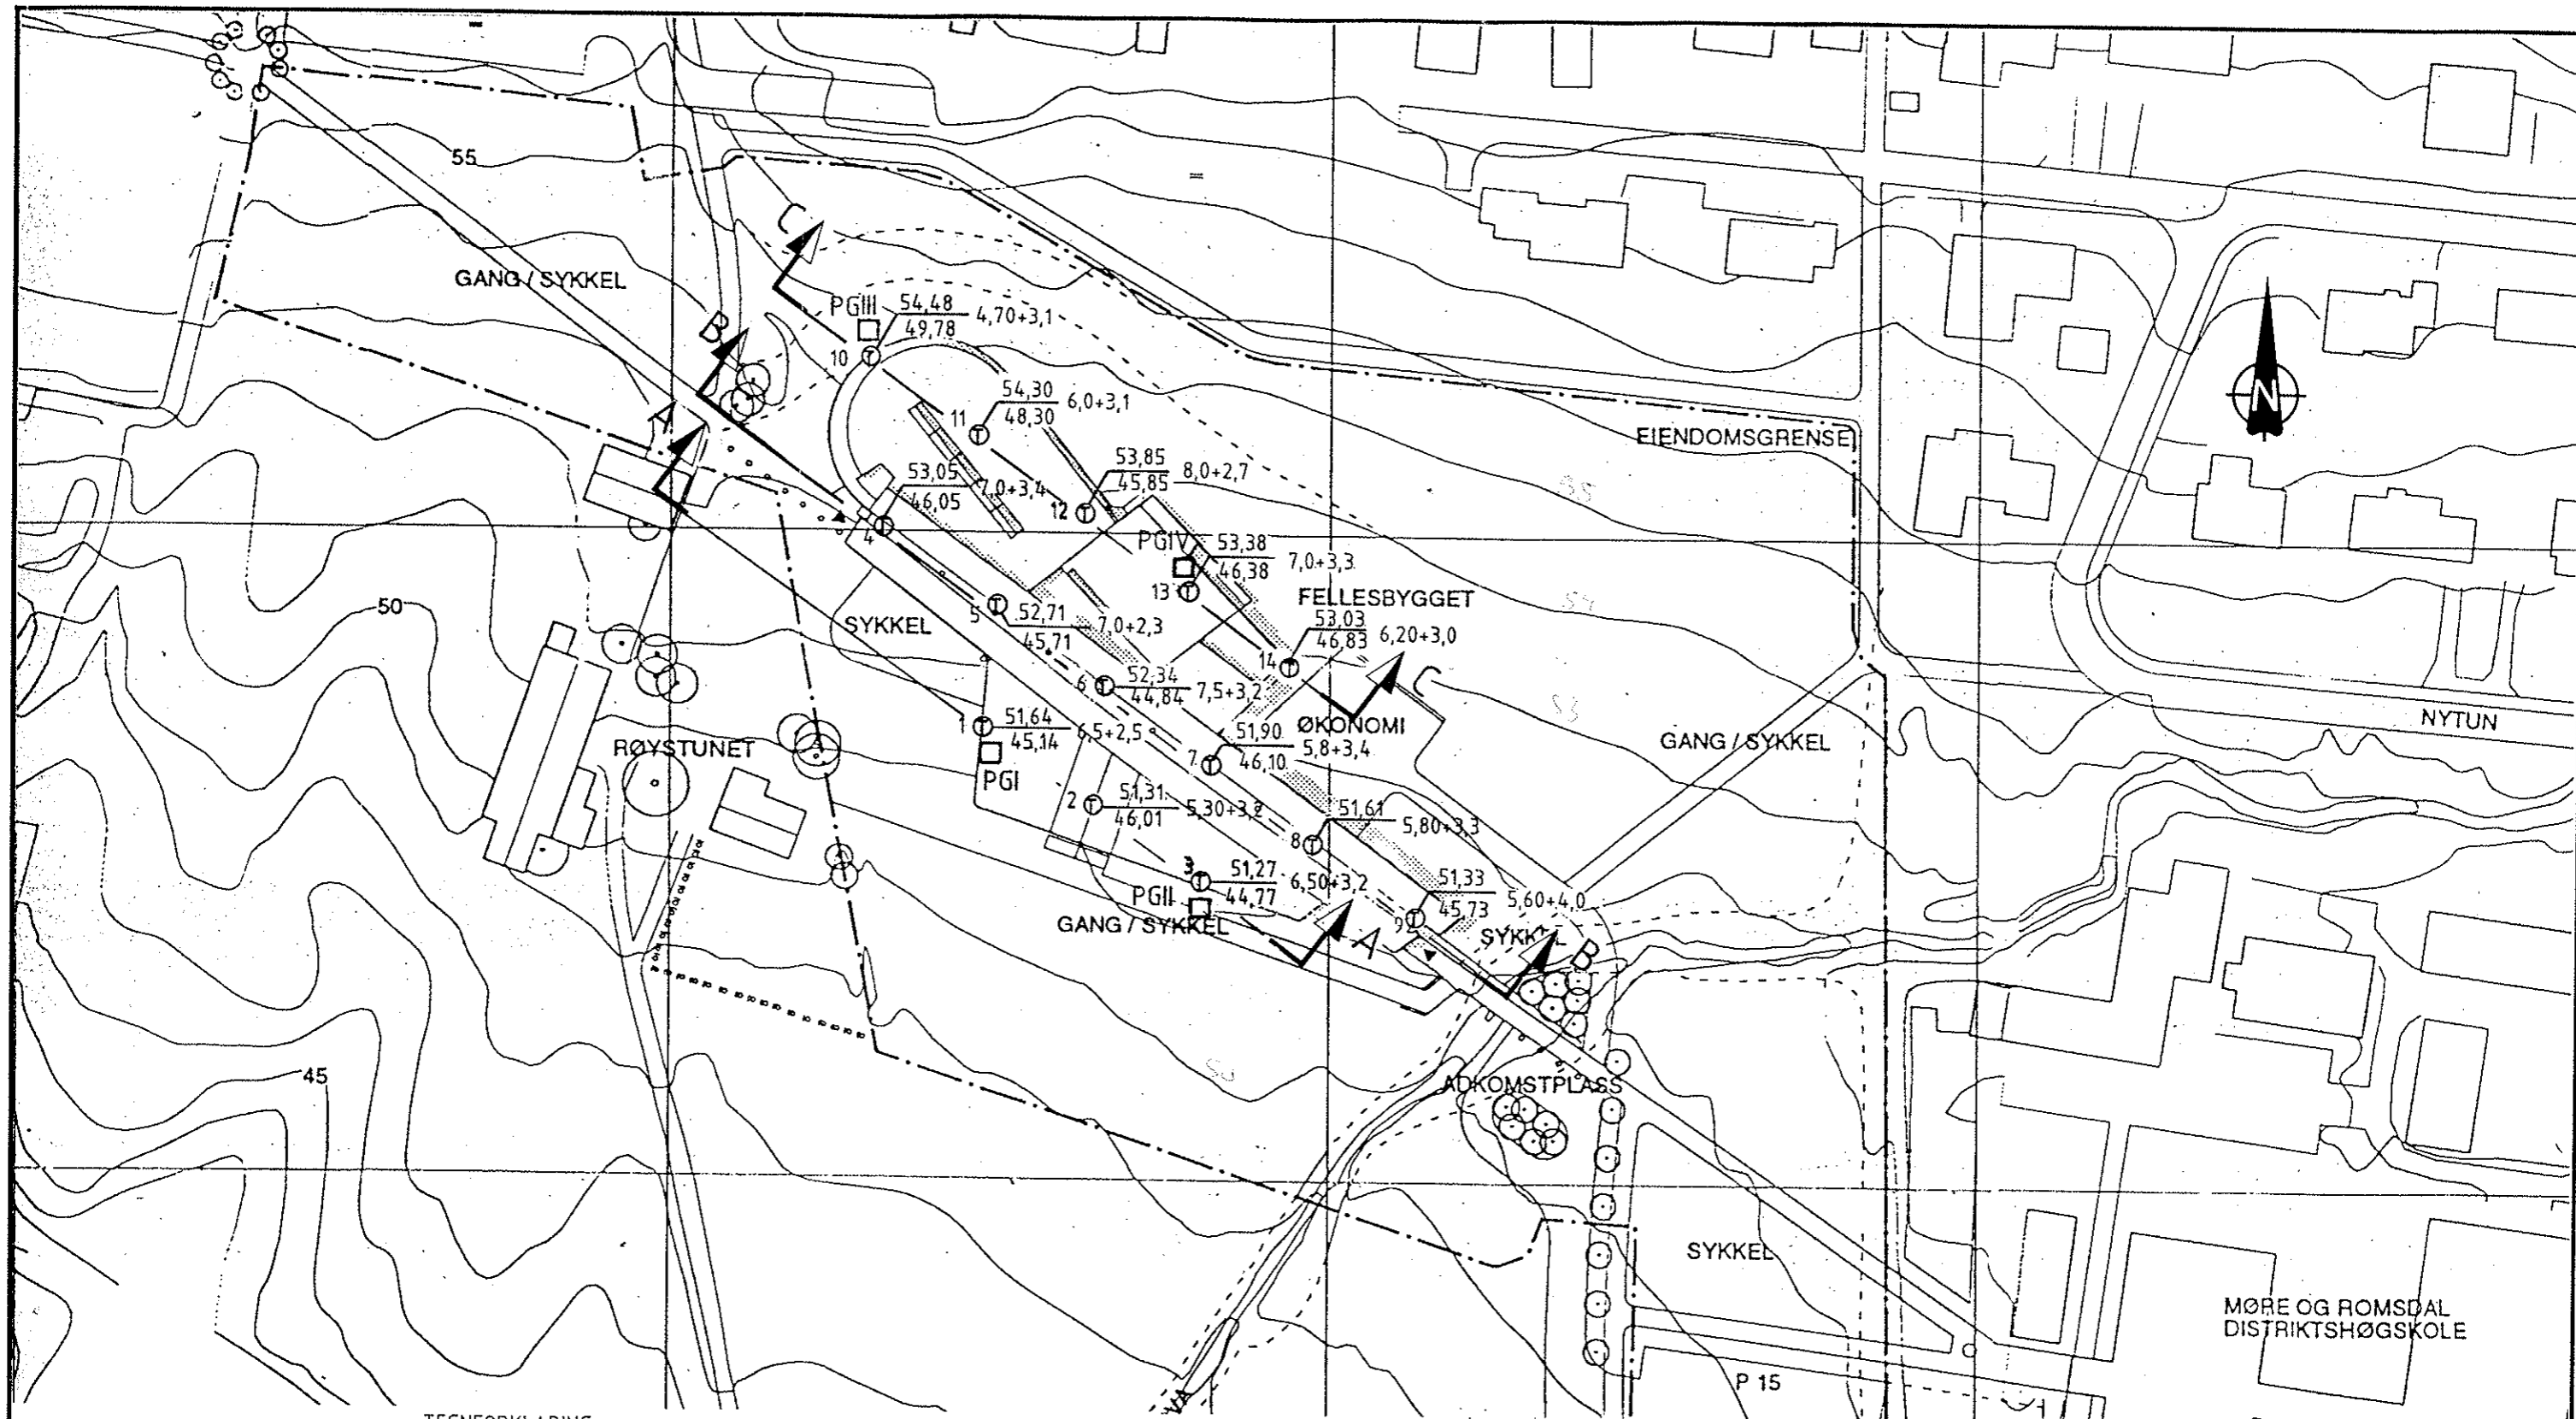 55
GANG / SYKKEL
C
B
A
PGIII
54,48
49,78
4,70+3,1
10
54,30
48,30
6,0+3,1
11
53,05
46,05
7,0+3,4
4
53,85
45,85
8,0+2,7
12
EIENDOMSGRENSE
N
55
PGIV
53,38
46,38
7,0+3,3
13
FELLESBYGGET
54
53,03
46,83
6,20+3,0
14
C
50
SYKKEL
5
52,71
45,71
7,0+2,3
6
52,34
44,84
7,5+3,2
53
ØKONOMI
1
51,64
45,14
6,5+2,5
PGI
RØYSTUNET
7
51,90
46,10
5,8+3,4
GANG / SYKKEL
NYTUN
2
51,31
46,01
5,30+3,2
8
51,61
5,80+3,3
3
51,27
44,77
6,50+3,2
PGII
GANG / SYKKEL
9
51,33
45,73
5,60+4,0
SYKKEL
A
B
45
50
ADKOMSTPLASS
SYKKEL
MØRE OG ROMSDAL
DISTRIKTSHØGSKOLE
P 15
VA
TEGNFORKLARING